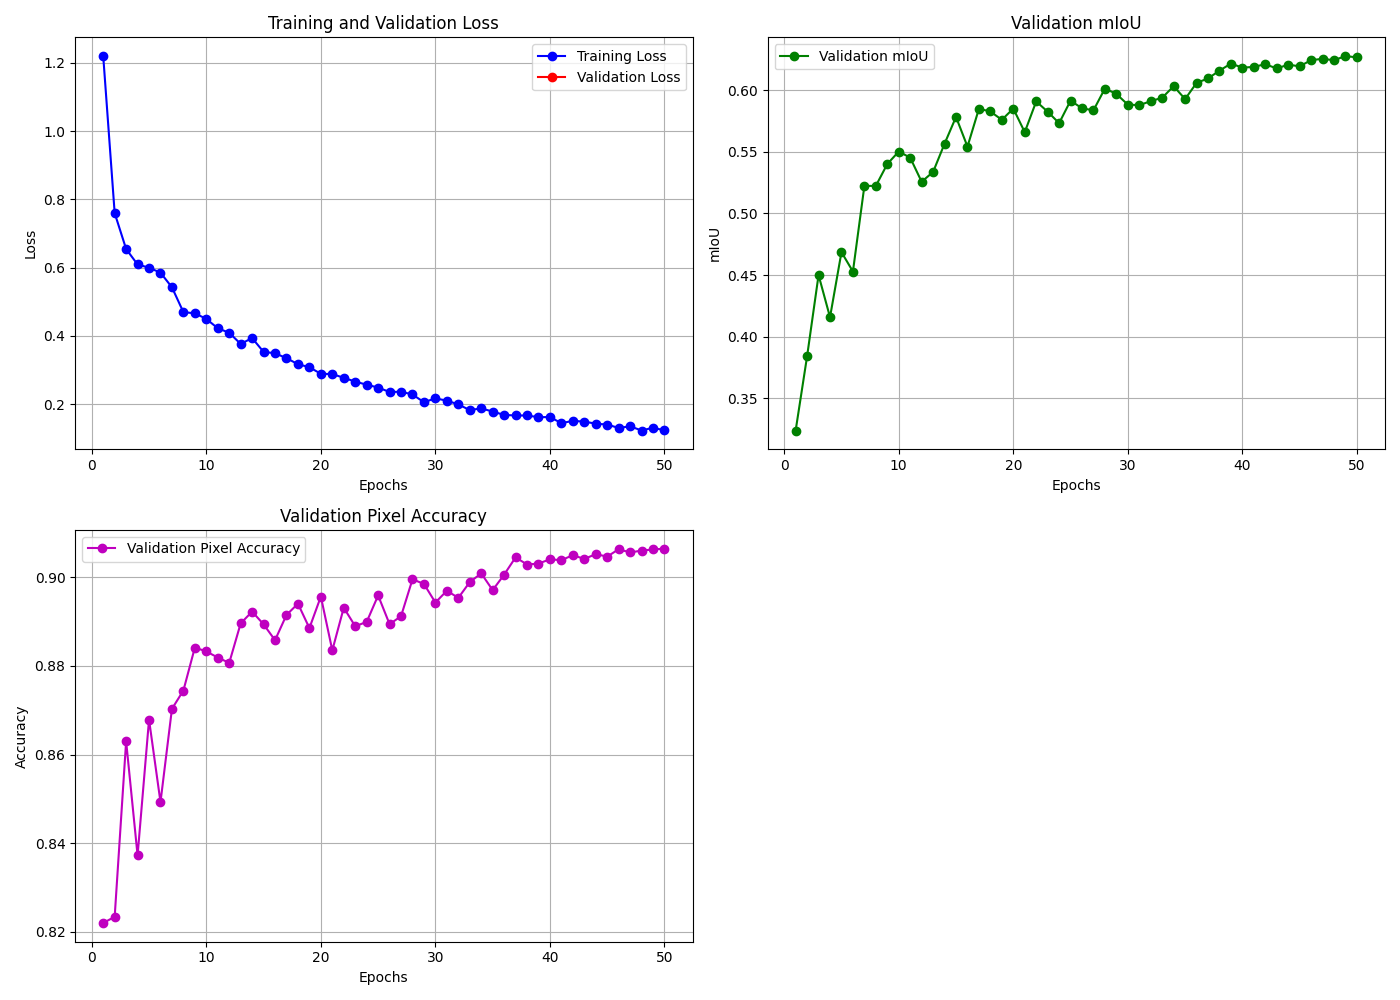 Training and Validation Loss
Training Loss
Validation Loss
1.2
1.0
0.8
0.6
0.4
0.2
Loss
0 10 20 30 40 50
Epochs
Validation mIoU
Validation mIoU
0.60
0.55
0.50
0.45
0.40
0.35
mIoU
0 10 20 30 40 50
Epochs
Validation Pixel Accuracy
Validation Pixel Accuracy
0.90
0.88
0.86
0.84
0.82
Accuracy
0 10 20 30 40 50
Epochs